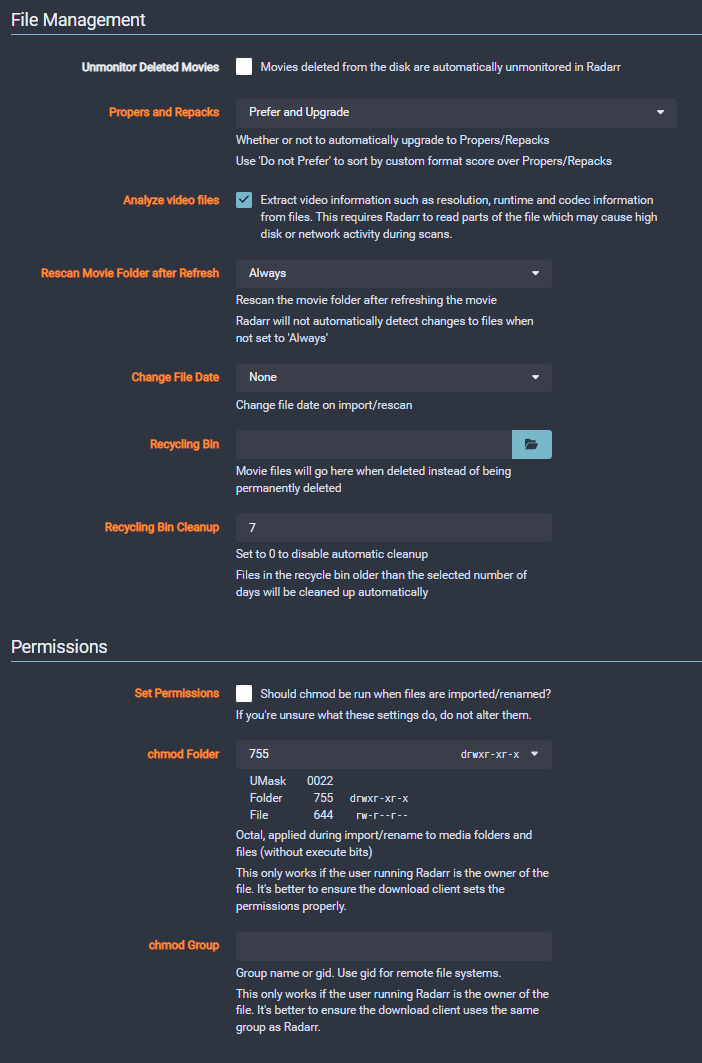 File Management
Unmonitor Deleted Movies
Movies deleted from the disk are automatically unmonitored in Radarr
Propers and Repacks
Prefer and Upgrade
Whether or not to automatically upgrade to Propers/Repacks
Use 'Do not Prefer' to sort by custom format score over Propers/Repacks
Analyze video files
Extract video information such as resolution, runtime and codec information
from files. This requires Radarr to read parts of the file which may cause high
disk or network activity during scans.
Rescan Movie Folder after Refresh
Always
Rescan the movie folder after refreshing the movie
Radarr will not automatically detect changes to files when
not set to 'Always'
Change File Date
None
Change file date on import/rescan
Recycling Bin
Movie files will go here when deleted instead of being
permanently deleted
Recycling Bin Cleanup
7
Set to 0 to disable automatic cleanup
Files in the recycle bin older than the selected number of
days will be cleaned up automatically
Permissions
Set Permissions
Should chmod be run when files are imported/renamed?
If you're unsure what these settings do, do not alter them.
chmod Folder
755 drwxr-xr-x
UMask 0022
Folder 755 drwxr-xr-x
File 644 rw-r--r--
Octal, applied during import/rename to media folders and
files (without execute bits)
This only works if the user running Radarr is the owner of the
file. It's better to ensure the download client sets the
permissions properly.
chmod Group
Group name or gid. Use gid for remote file systems.
This only works if the user running Radarr is the owner of the
file. It's better to ensure the download client uses the same
group as Radarr.